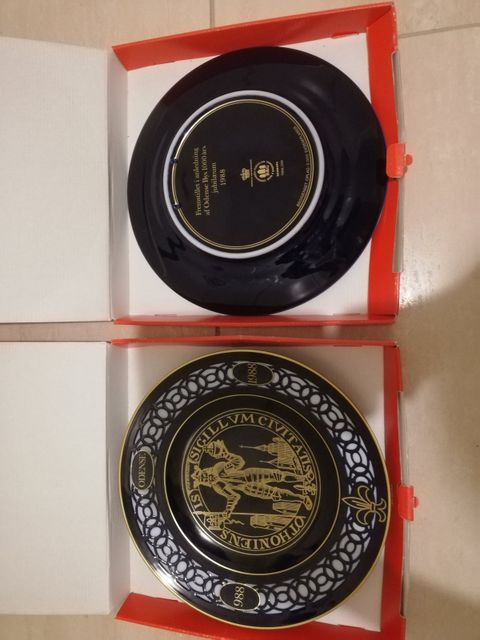 Fremstillet i anledning
af Odense Bys 1000 års
jubilæum
1988
1988
ODENSE
SIGILLVM CIVITATIS OTHONIENSIS
988